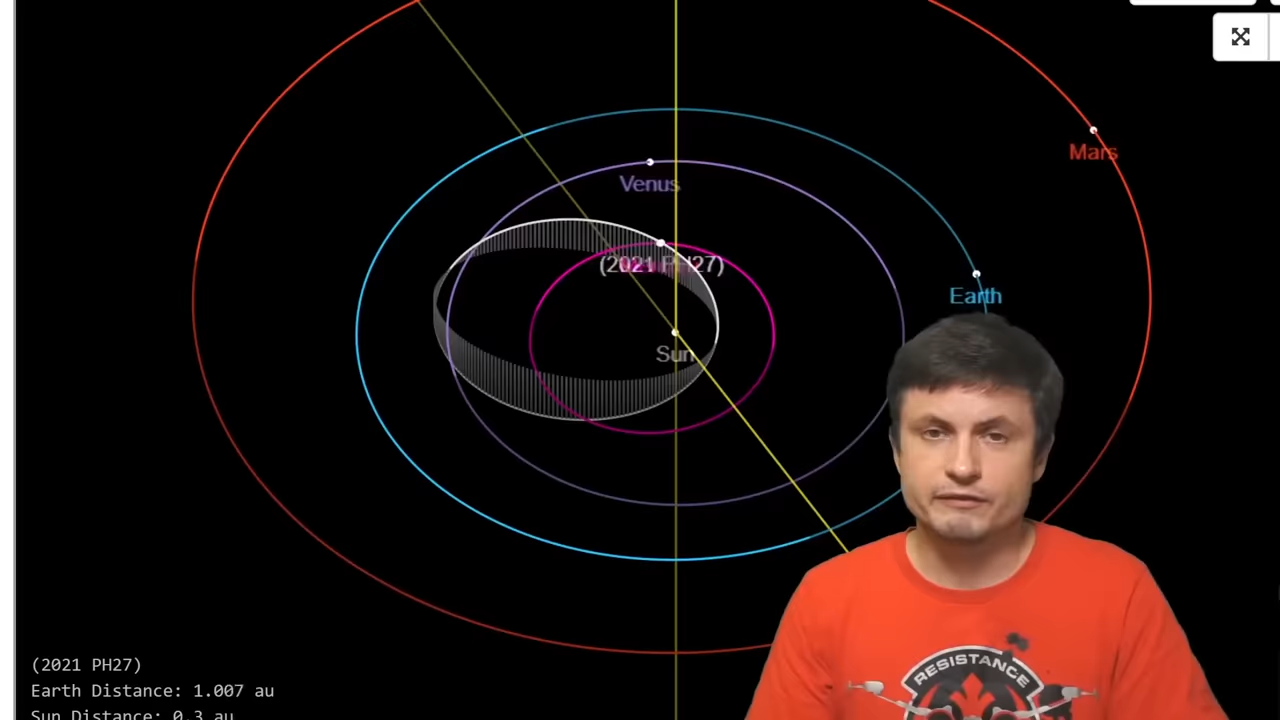 Mars
Venus
(2021 PH27)
Earth
Sun
(2021 PH27)
Earth Distance: 1.007 au
Sun Distance: 0.3 au
RESISTANCE